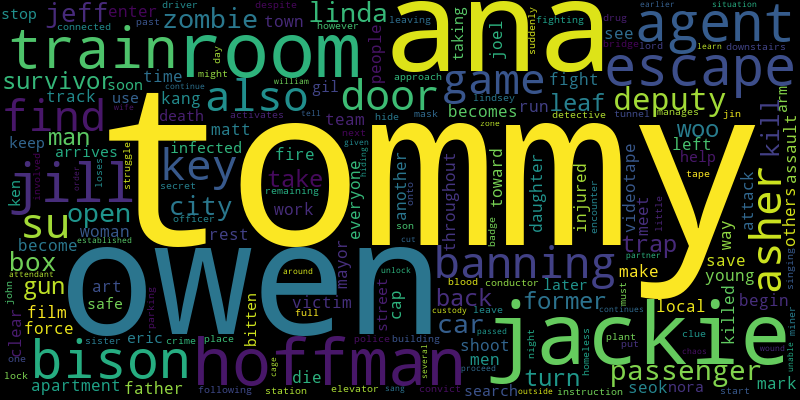 stop jeff enter zombie driver town linda despite ana agent
connected past people taking joel suddenly leaving fighting drug
train room game see earlier situation escape
survivor soon time day might also door approach bridge lord learn downstairs
track use kang william gil fight becomes run leaf deputy
find death activates tell team hide mask lindsey detective tunnel manages jin arm
man matt infected wife next zone woo kill
keep arrives key fire given hiding another toward left help assault
tommy
jill struggle secret take remaining everyone onto throughout badge daughter injured encounter videotape meet little tape attack others
ken involved order loses city officer work son
su open woman rest cut trap partner singing asher
become established attendant owen banning way save
box art around mayor unlock blood conductor later make must young
john gun safe parking full street cap back former continues local begin
clear film force bitten victim custody leave car passed jackie killed clue miner
one eric crime place police building shoot night plant put chaos wound unable
bison sister hoffman die several men turn homeless passenger
lock apartment father following cage elevator station sang convict proceed search outside instruction seok nora start mark
continue however